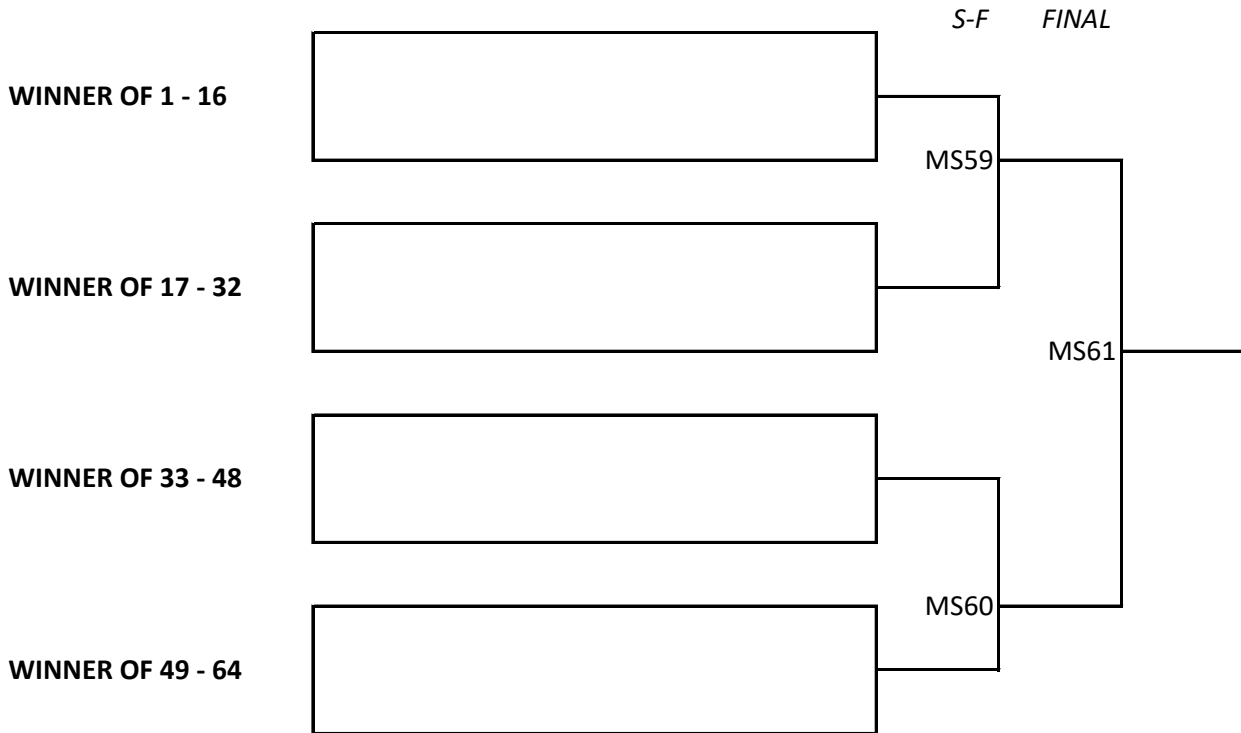 S-F FINAL
WINNER OF 1 - 16
MS59
WINNER OF 17 - 32
MS61
WINNER OF 33 - 48
MS60
WINNER OF 49 - 64